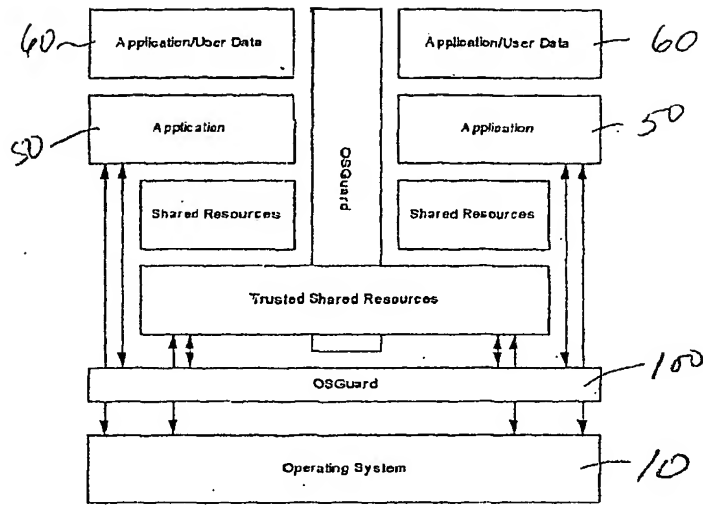 60 Application/User Data Application/User Data 60
50 Application Application 50
OSGuard
Shared Resources Shared Resources
Trusted Shared Resources
OSGuard 100
Operating System 10